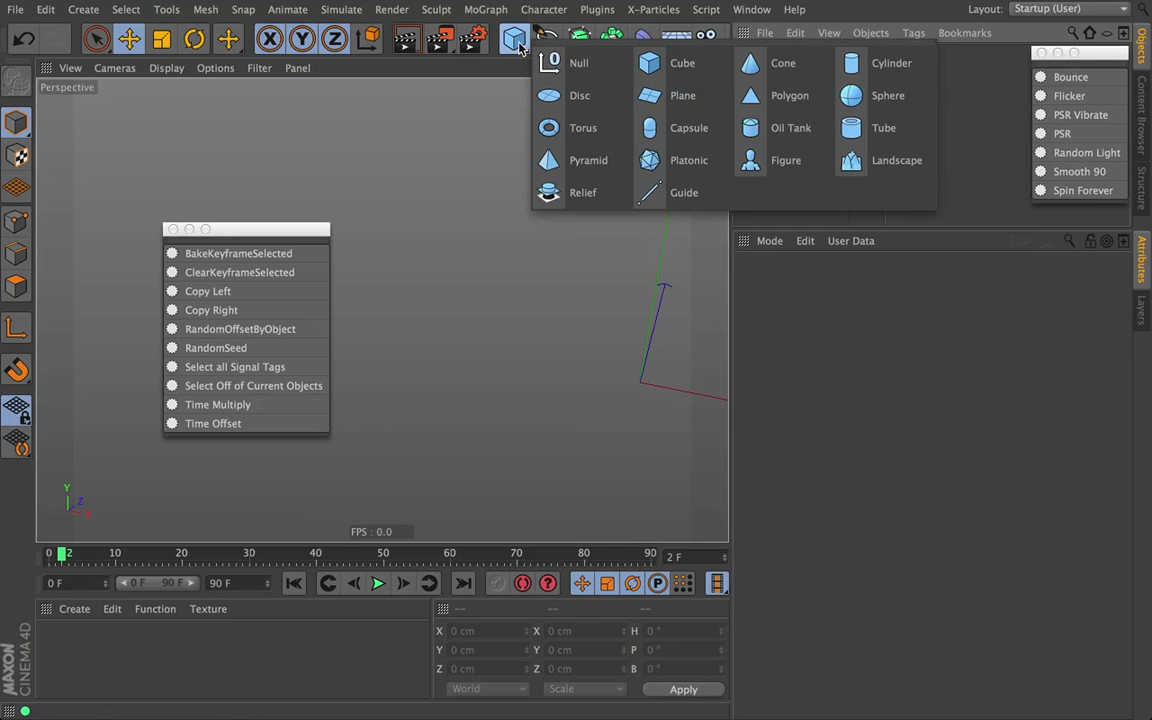 File Edit Create Select Tools Mesh Snap Animate Simulate Render Sculpt MoGraph Character Plugins X-Particles Script Window Help Layout: Startup (User)
File Edit View Objects Tags Bookmarks
View Cameras Display Options Filter Panel
Perspective
0 Null Cube Cone Cylinder
Disc Plane Polygon Sphere
Torus Capsule Oil Tank Tube
Pyramid Platonic Figure Landscape
Relief Guide
Bounce
Flicker
PSR Vibrate
PSR
Random Light
Smooth 90
Spin Forever
Objects
Content Browser
Structure
Mode Edit User Data
Attributes
Layers
BakeKeyframeSelected
ClearKeyframeSelected
Copy Left
Copy Right
RandomOffsetByObject
RandomSeed
Select all Signal Tags
Select Off of Current Objects
Time Multiply
Time Offset
Y
Z
X
FPS : 0.0
0 2 10 20 30 40 50 60 70 80 90 2 F
0 F 0 F 90 F 90 F
Create Edit Function Texture
-- -- --
X 0 cm X 0 cm H 0 °
Y 0 cm Y 0 cm P 0 °
Z 0 cm Z 0 cm B 0 °
World Scale Apply
MAXON
CINEMA 4D